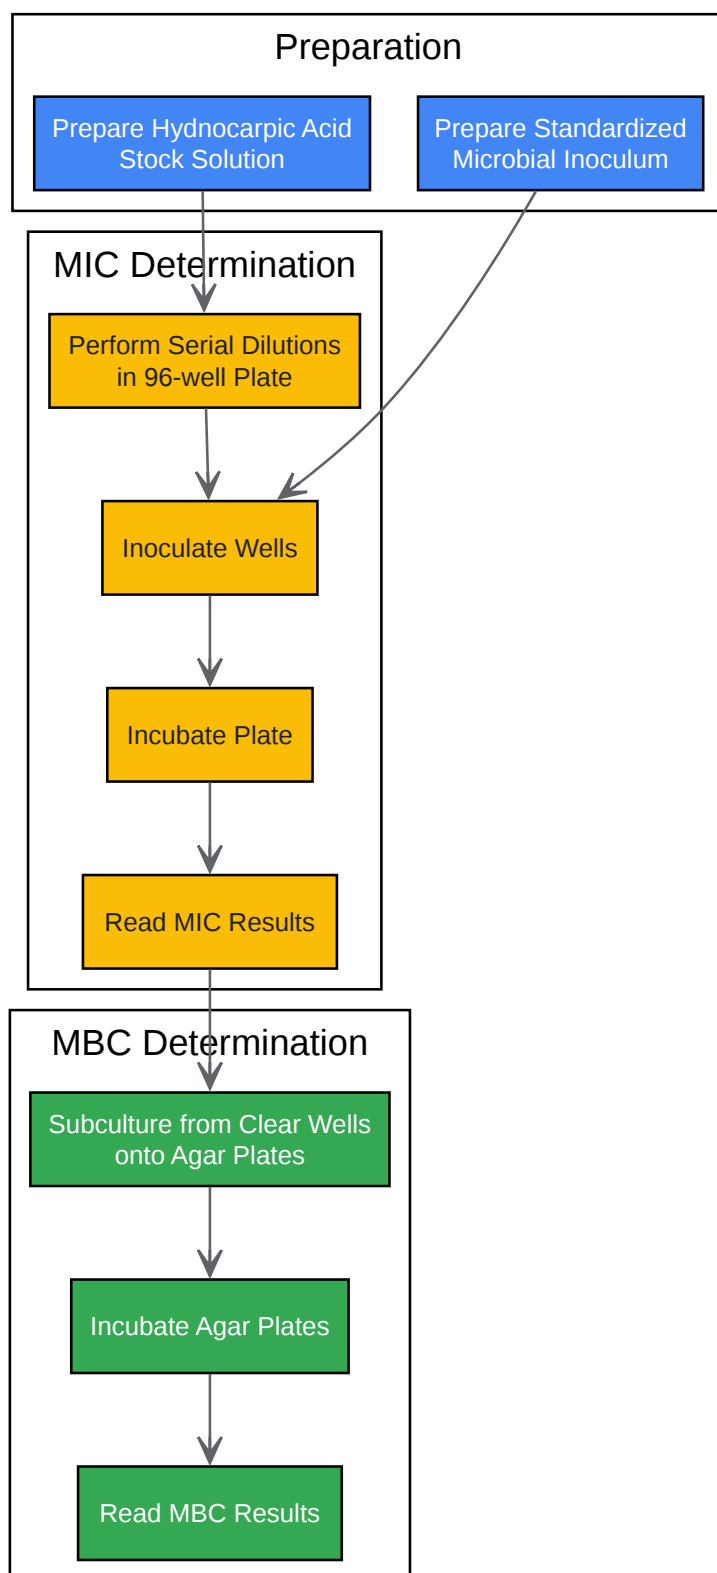 Preparation
Prepare Hydnocarpic Acid
Stock Solution
Prepare Standardized
Microbial Inoculum
MIC Determination
Perform Serial Dilutions
in 96-well Plate
Inoculate Wells
Incubate Plate
Read MIC Results
MBC Determination
Subculture from Clear Wells
onto Agar Plates
Incubate Agar Plates
Read MBC Results